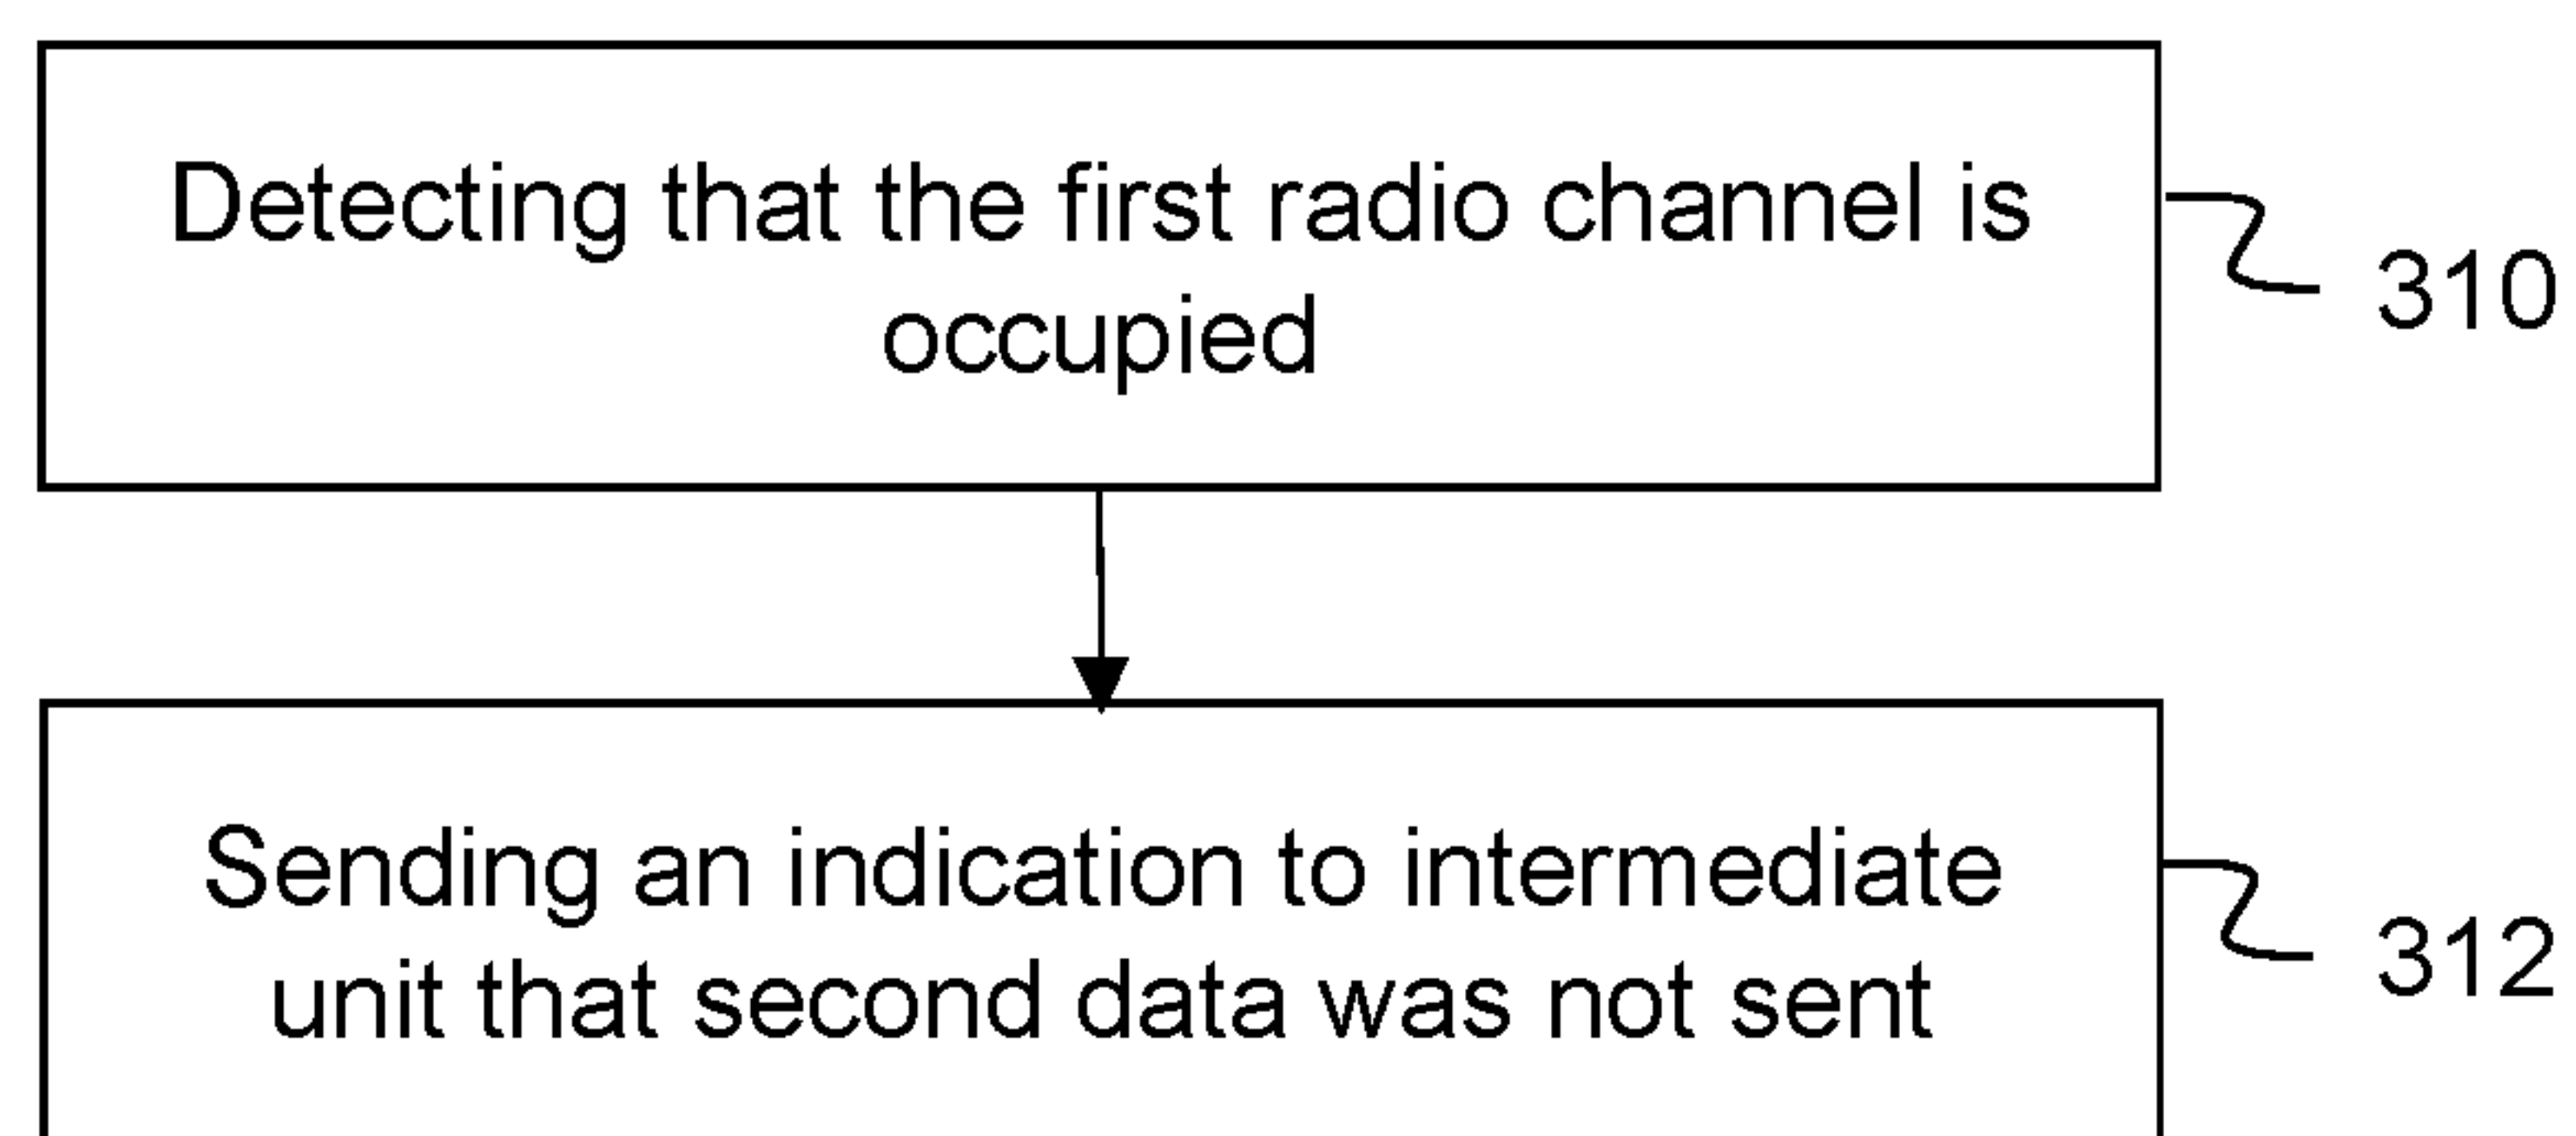 Detecting that the first radio channel is
occupied
310
Sending an indication to intermediate
unit that second data was not sent
312